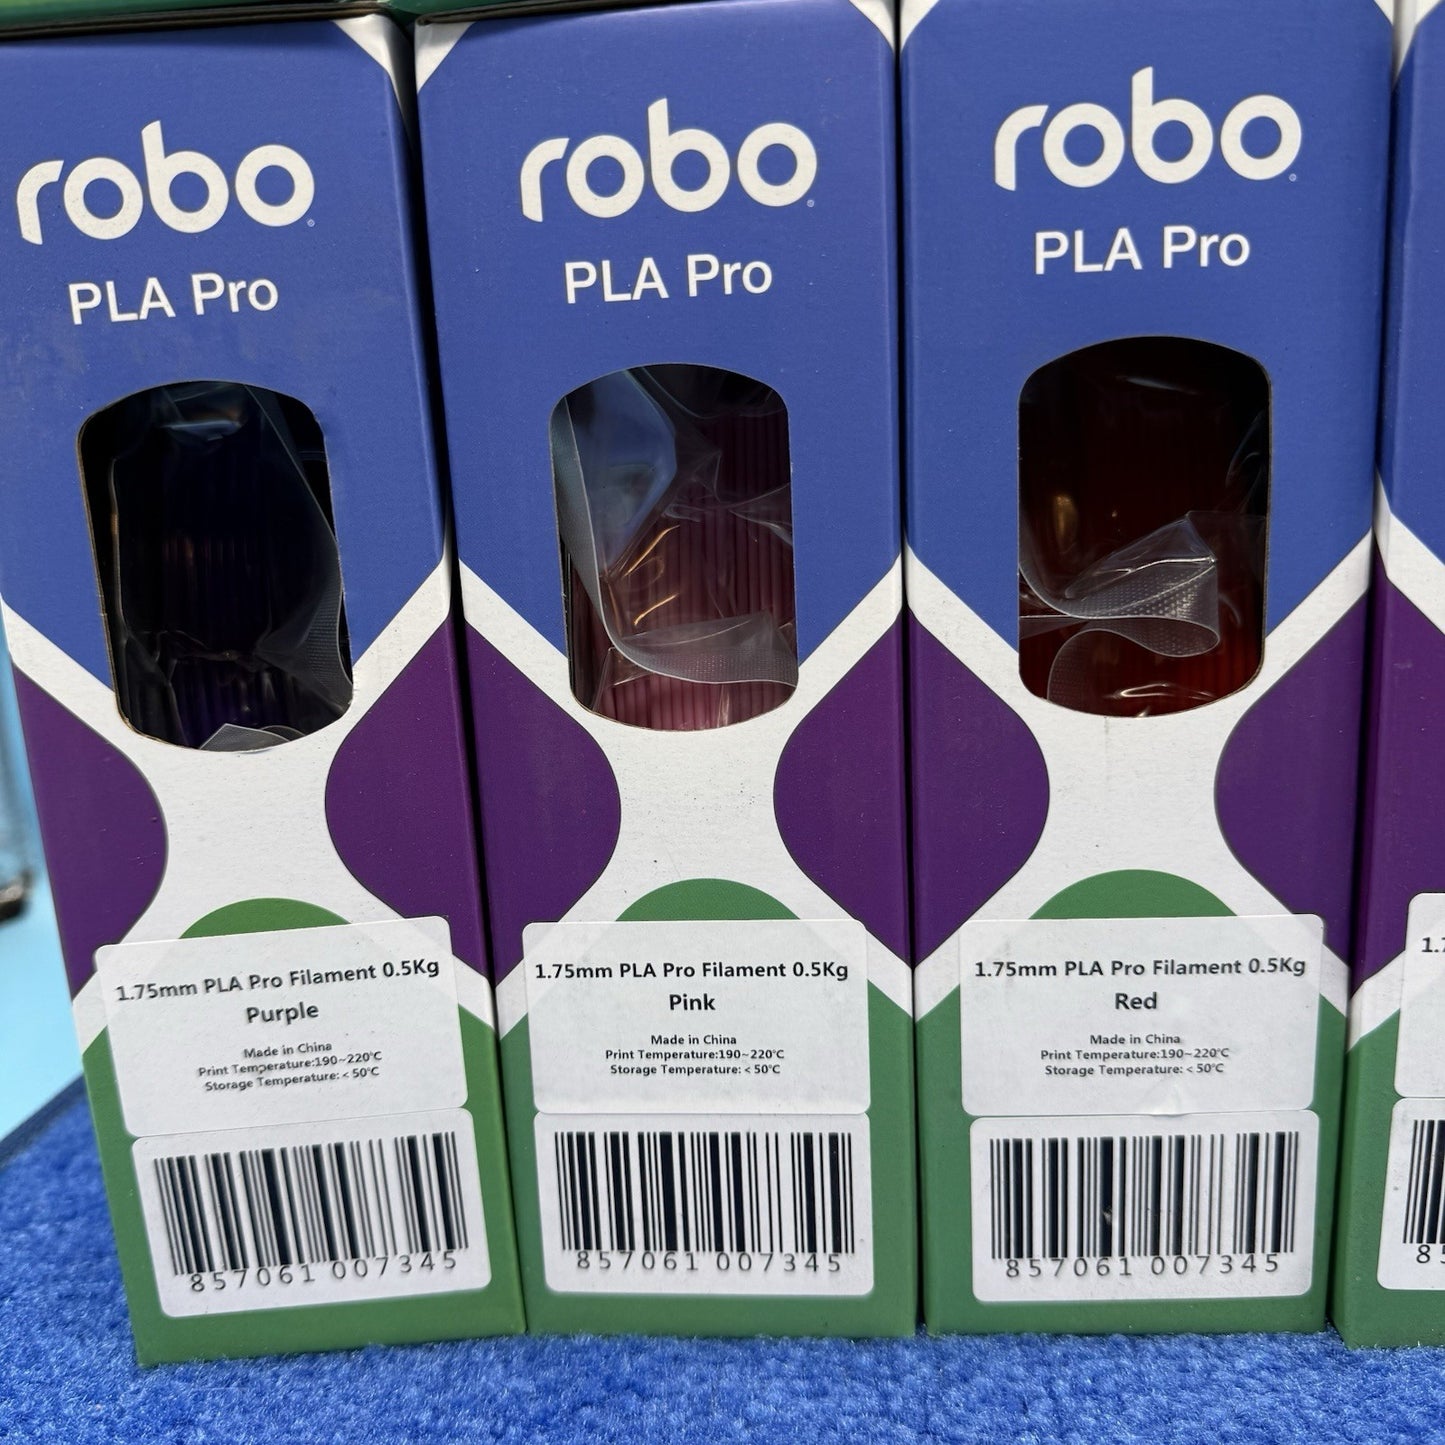 robo
PLA Pro
1.75mm PLA Pro Filament 0.5Kg
Purple
Made in China
Print Temperature:190~220℃
Storage Temperature: < 50℃
857061 007345
robo
PLA Pro
1.75mm PLA Pro Filament 0.5Kg
Pink
Made in China
Print Temperature:190~220℃
Storage Temperature: < 50℃
857061 007345
robo
PLA Pro
1.75mm PLA Pro Filament 0.5Kg
Red
Made in China
Print Temperature:190~220℃
Storage Temperature: < 50℃
857061 007345